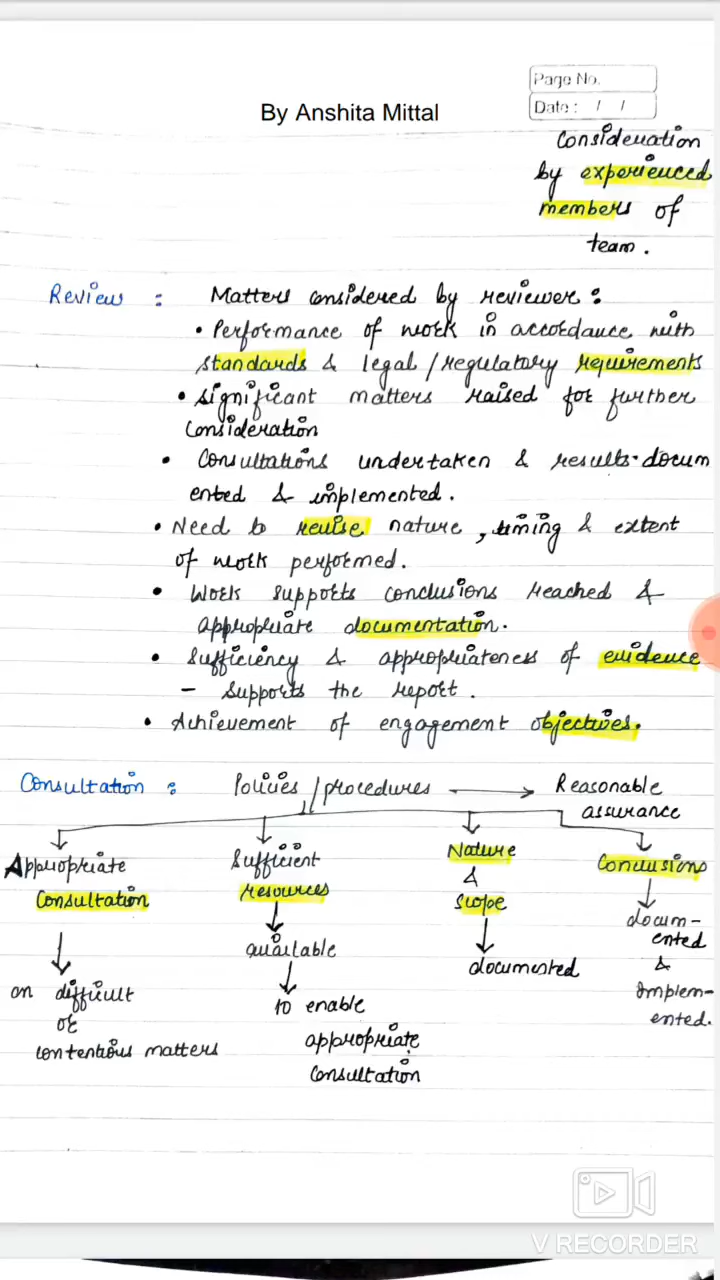 Page No.
By Anshita Mittal
Date : / /
Consideration
by experienced
members of
team.
Review : Matters considered by reviewer :
• Performance of work in accordance with
standards & legal / regulatory requirements
• significant matters raised for further
consideration
• Consultations undertaken & results-docum
ented & implemented.
• Need to revise nature, timing & extent
of work performed.
• Work supports conclusions reached &
appropriate documentation.
• Sufficiency & appropriateness of evidence
- supports the report.
• Achievement of engagement objectives.
Consultation : Policies / procedures → Reasonable
assurance
Appropriate Sufficient Nature Conclusions
Consultation resources & 
scope
↓ ↓ ↓ ↓
available docum-
ented
documented &
on difficult ↓ implem-
or to enable ented.
contentious matters appropriate
consultation
V RECORDER